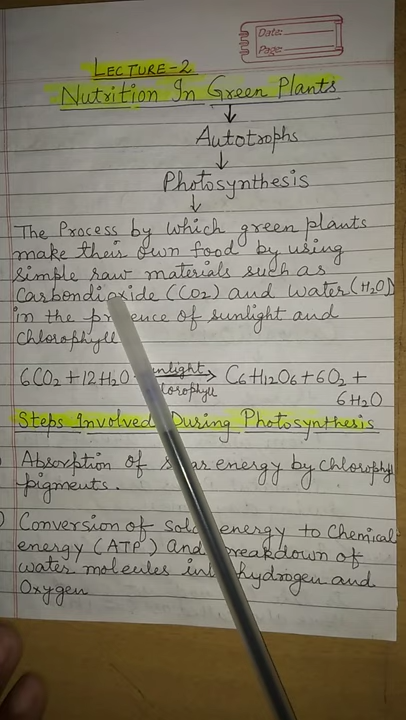 Date:
Page:
LECTURE-2
Nutrition In Green Plants
Autotrophs
Photosynthesis
The Process by which green plants
make their own food by using
simple raw materials such as
Carbondioxide (CO2) and Water (H2O)
in the of sunlight and
Chlorophyll
6CO2 + 12H2O C6H12O6 + 6O2 +
6H2O
Steps Involved During Photosynthesis
Absorption of energy by chlorophyll
pigments.
Conversion of energy to Chemical
energy (ATP) and of
water molecules hydrogen and
Oxygen